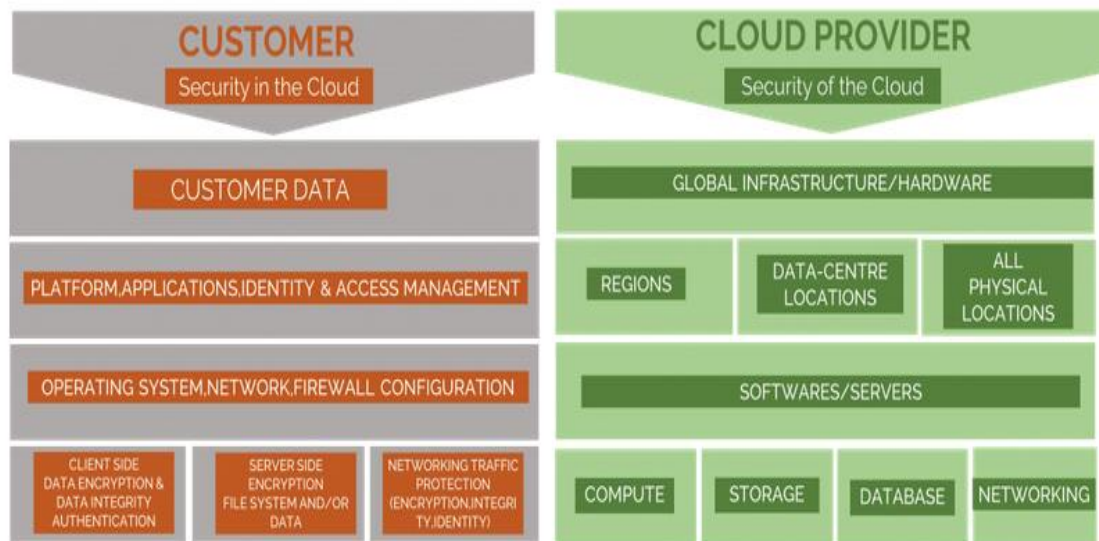 CUSTOMER
Security in the Cloud
CUSTOMER DATA
PLATFORM,APPLICATIONS,IDENTITY & ACCESS MANAGEMENT
OPERATING SYSTEM,NETWORK,FIREWALL CONFIGURATION
CLIENT SIDE
DATA ENCRYPTION &
DATA INTEGRITY
AUTHENTICATION
SERVER SIDE
ENCRYPTION
FILE SYSTEM AND/OR
DATA
NETWORKING TRAFFIC
PROTECTION
(ENCRYPTION,INTEGRI
TY,IDENTITY)
CLOUD PROVIDER
Security of the Cloud
GLOBAL INFRASTRUCTURE/HARDWARE
REGIONS
DATA-CENTRE
LOCATIONS
ALL
PHYSICAL
LOCATIONS
SOFTWARES/SERVERS
COMPUTE
STORAGE
DATABASE
NETWORKING